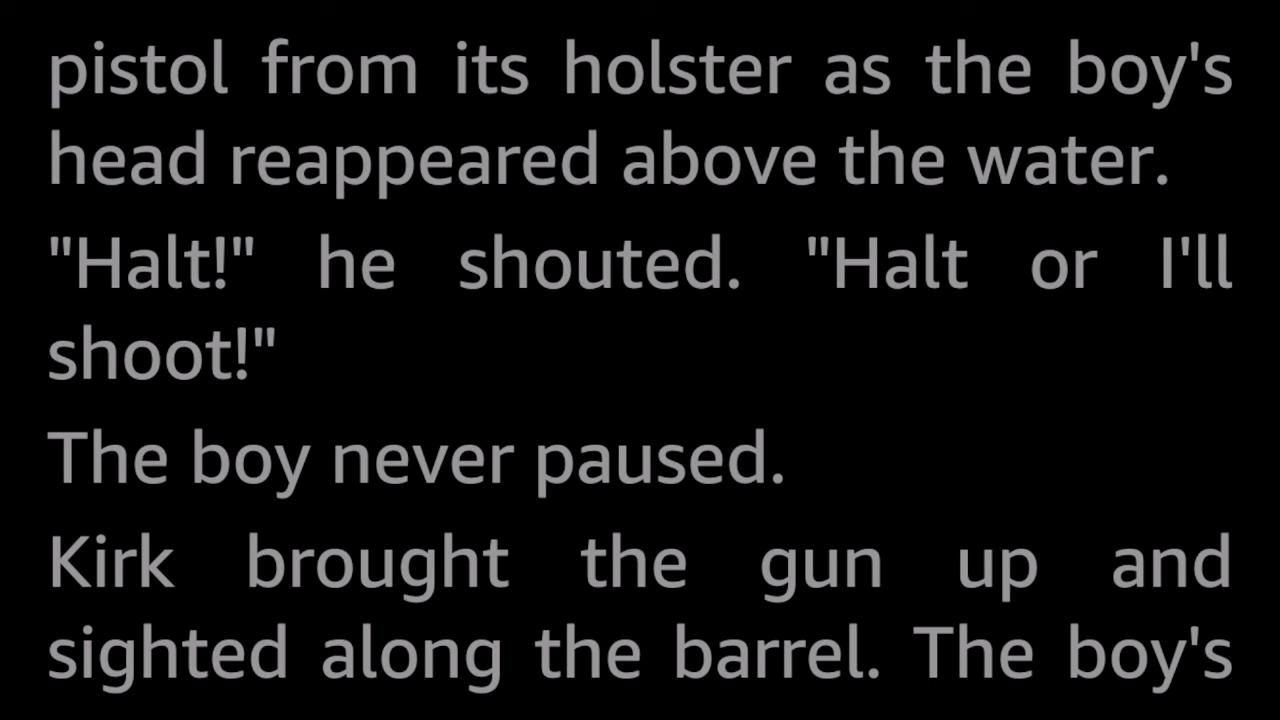 pistol from its holster as the boy's
head reappeared above the water.
"Halt!" he shouted. "Halt or I'll
shoot!"
The boy never paused.
Kirk brought the gun up and
sighted along the barrel. The boy's